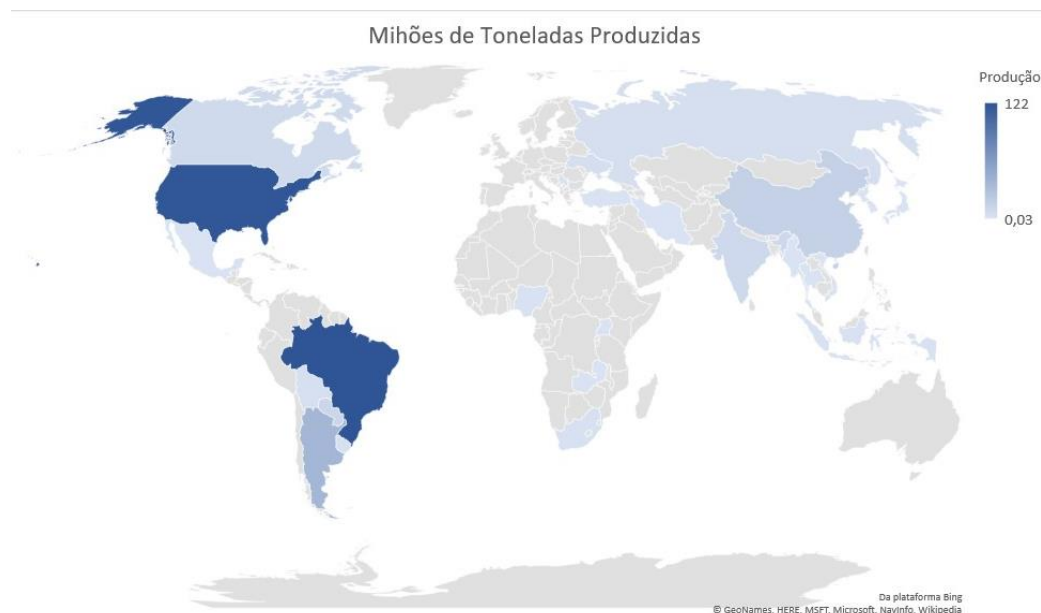 Mihões de Toneladas Produzidas
Produção
122
0,03
Da plataforma Bing
© GeoNames, HERE, MSFT, Microsoft, NavInfo, Wikipedia